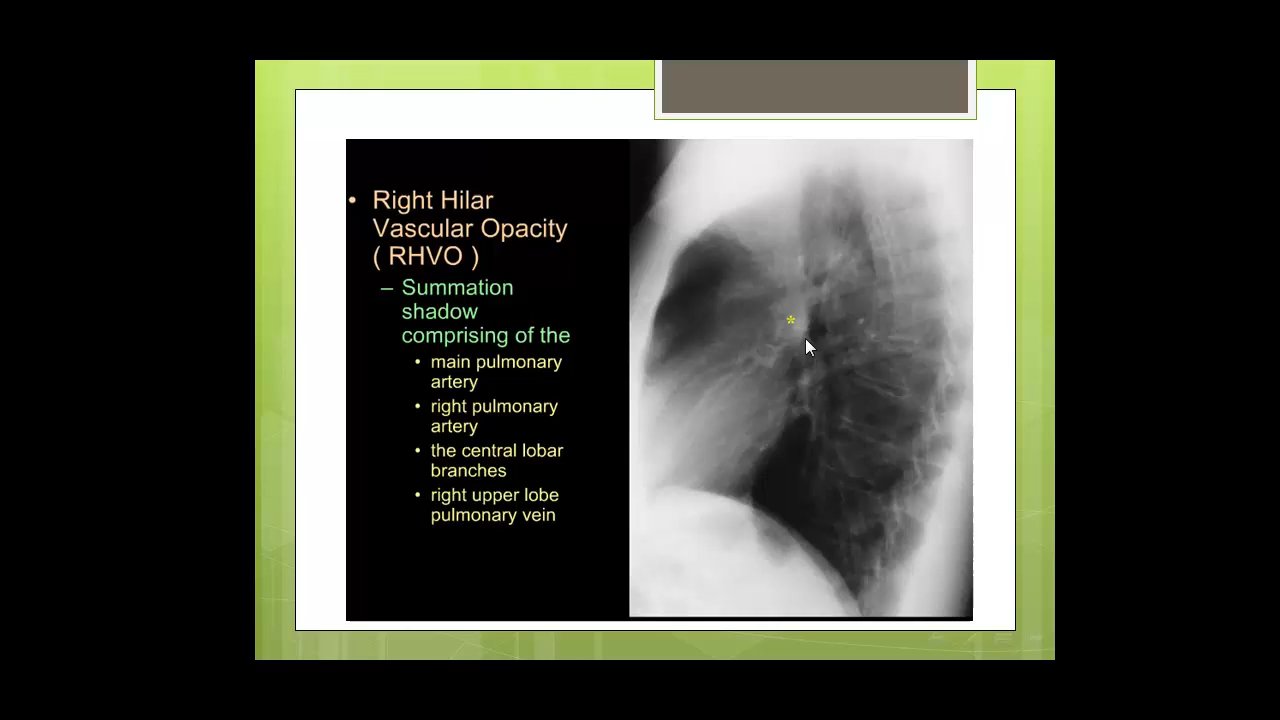 • Right Hilar
Vascular Opacity
( RHVO )
– Summation
shadow
comprising of the
• main pulmonary
artery
• right pulmonary
artery
• the central lobar
branches
• right upper lobe
pulmonary vein
*